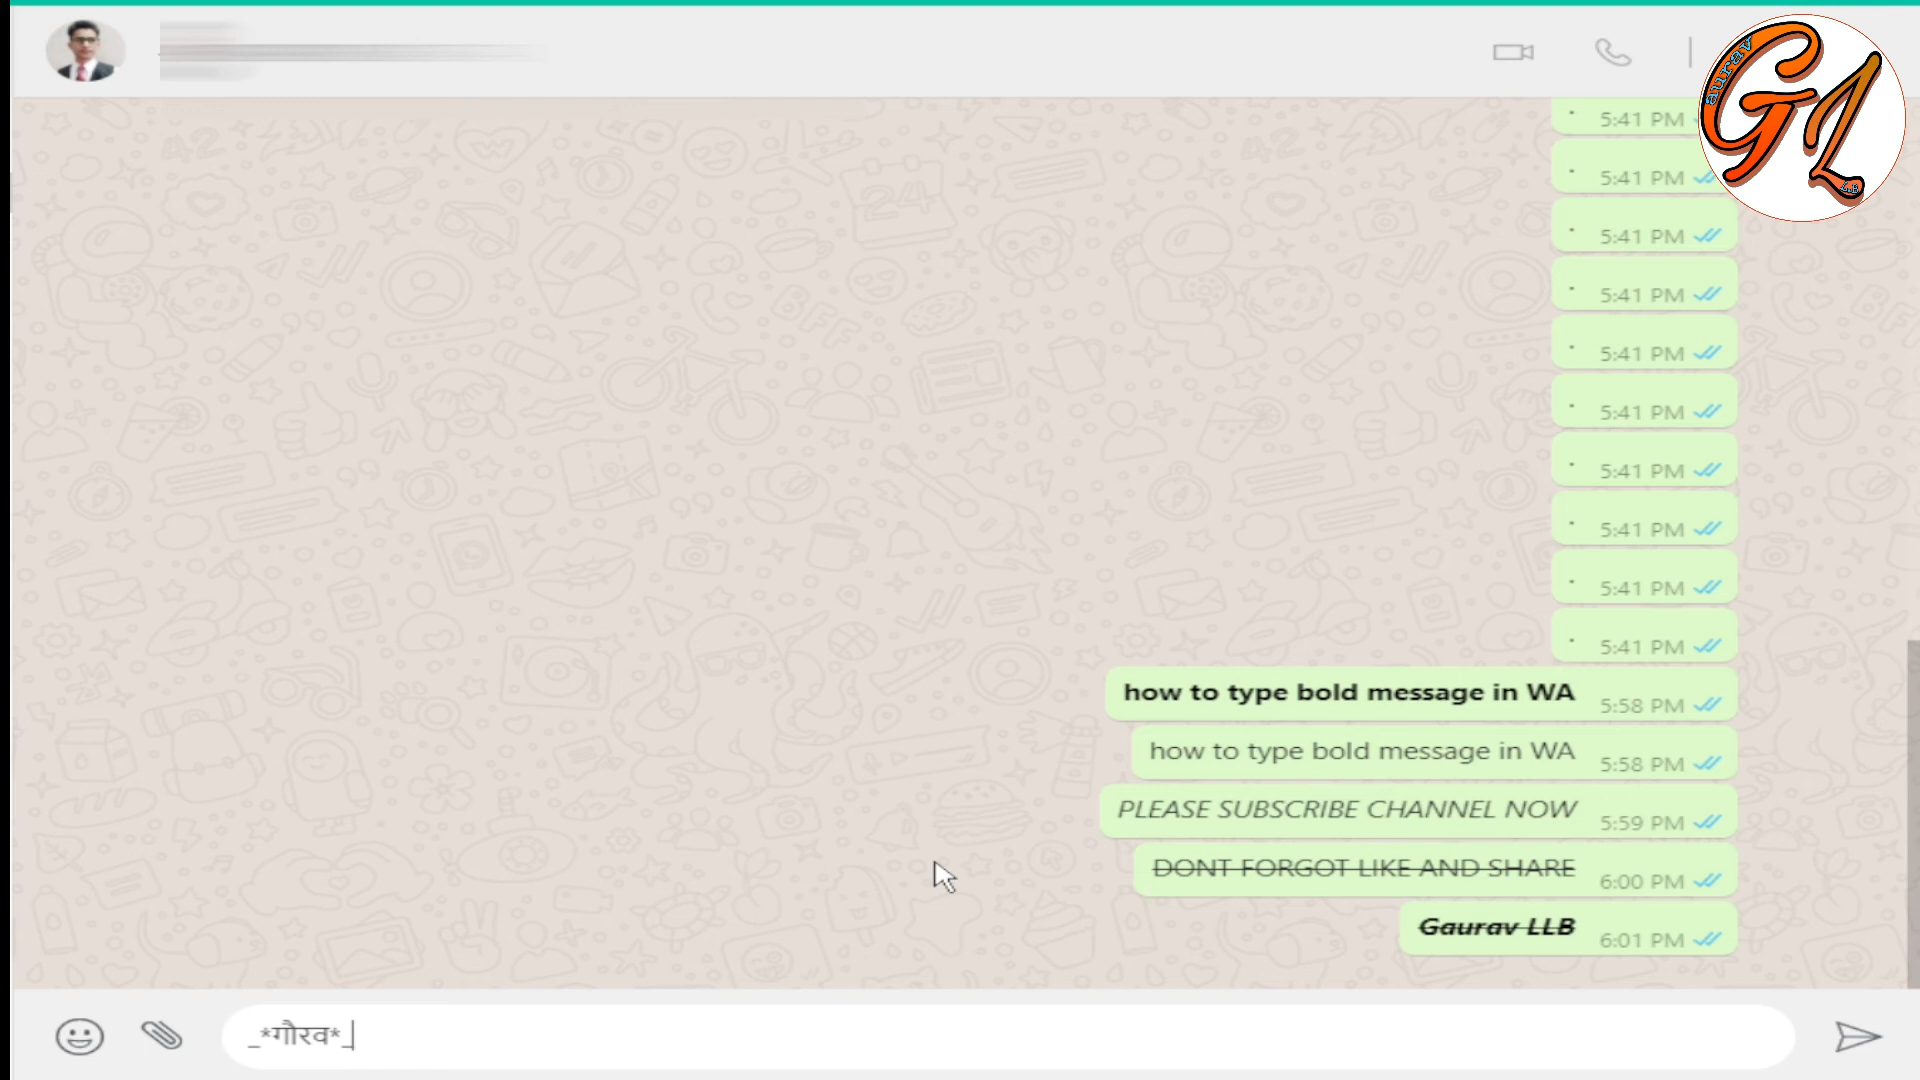 aurav
GL
LB
· 5:41 PM
· 5:41 PM
· 5:41 PM
· 5:41 PM
· 5:41 PM
· 5:41 PM
· 5:41 PM
· 5:41 PM
· 5:41 PM
· 5:41 PM
how to type bold message in WA 5:58 PM
how to type bold message in WA 5:58 PM
PLEASE SUBSCRIBE CHANNEL NOW 5:59 PM
DONT FORGOT LIKE AND SHARE 6:00 PM
Gaurav LLB 6:01 PM
_*गौरव*_